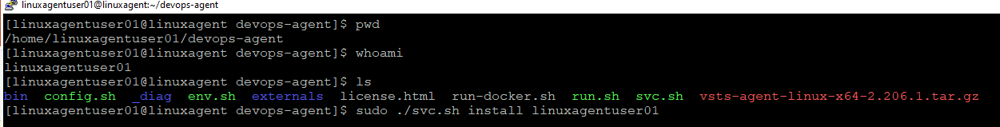 linuxagentuser01@linuxagent:~/devops-agent
[linuxagentuser01@linuxagent devops-agent]$ pwd
/home/linuxagentuser01/devops-agent
[linuxagentuser01@linuxagent devops-agent]$ whoami
linuxagentuser01
[linuxagentuser01@linuxagent devops-agent]$ ls
bin config.sh _diag env.sh externals license.html run-docker.sh run.sh svc.sh vsts-agent-linux-x64-2.206.1.tar.gz
[linuxagentuser01@linuxagent devops-agent]$ sudo ./svc.sh install linuxagentuser01